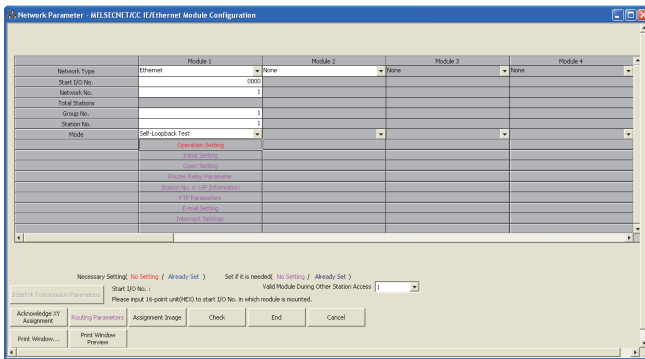 Network Parameter - MELSECNET/CC IE/Ethernet Module Configuration
Module 1 Module 2 Module 3 Module 4
Network Type Ethernet None None None
Start I/O No. 0000
Network No. 1
Total Stations
Group No. 1
Station No. 1
Mode Self-Loopback Test
Operation Setting
Initial Setting
Open Setting
Router Relay Parameter
Station No. <->IP Information
FTP Parameters
E-mail Setting
Interrupt Settings
Necessary Setting( No Setting / Already Set ) Set if it is needed( No Setting / Already Set )
Interlink Transmission Parameters Start I/O No. : Valid Module During Other Station Access 1
Please input 16-point unit(HEX) to start I/O No. in which module is mounted.
Acknowledge XY Assignment Routing Parameters Assignment Image Check End Cancel
Print Window... Print Window Preview